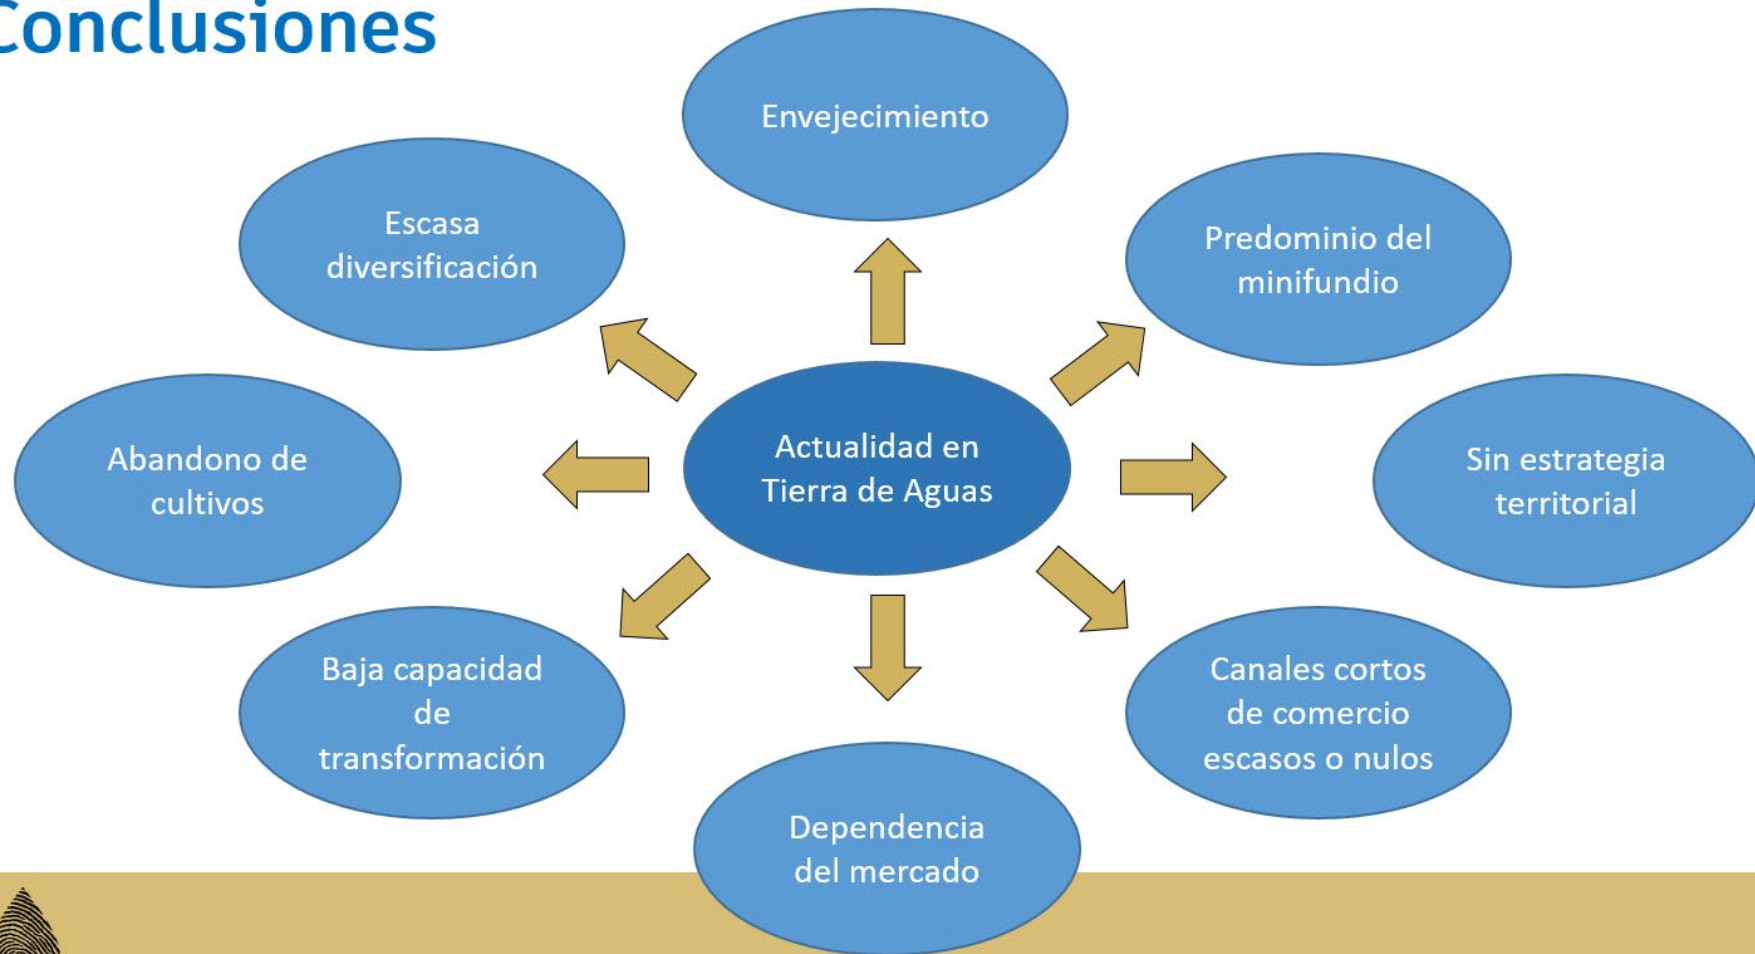 Conclusiones
Envejecimiento
Escasa
diversificación
Predominio del
minifundio
Abandono de
cultivos
Actualidad en
Tierra de Aguas
Sin estrategia
territorial
Baja capacidad
de
transformación
Canales cortos
de comercio
escasos o nulos
Dependencia
del mercado